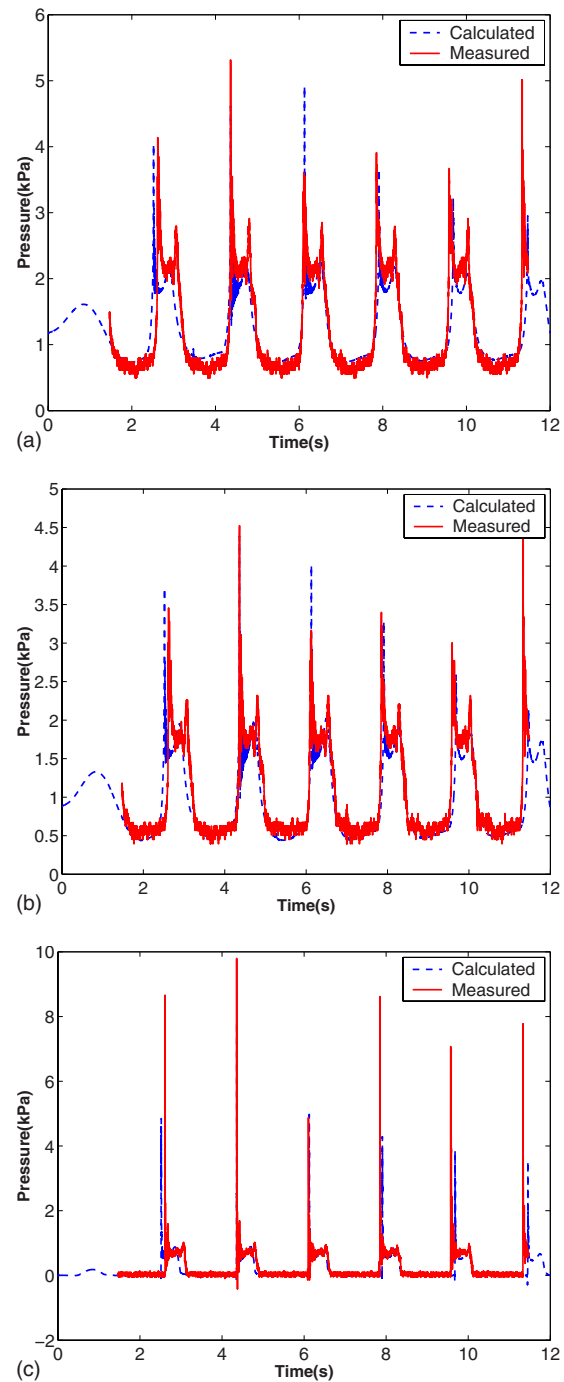 6
5
4
3
2
1
0
Pressure(kPa)
Calculated
Measured
2 4 6 8 10 12
Time(s)
(a)
5
4.5
4
3.5
3
2.5
2
1.5
1
0.5
0
Pressure(kPa)
Calculated
Measured
0 2 4 6 8 10 12
Time(s)
(b)
10
8
6
4
2
0
−2
Pressure(kPa)
Calculated
Measured
0 2 4 6 8 10 12
Time(s)
(c)